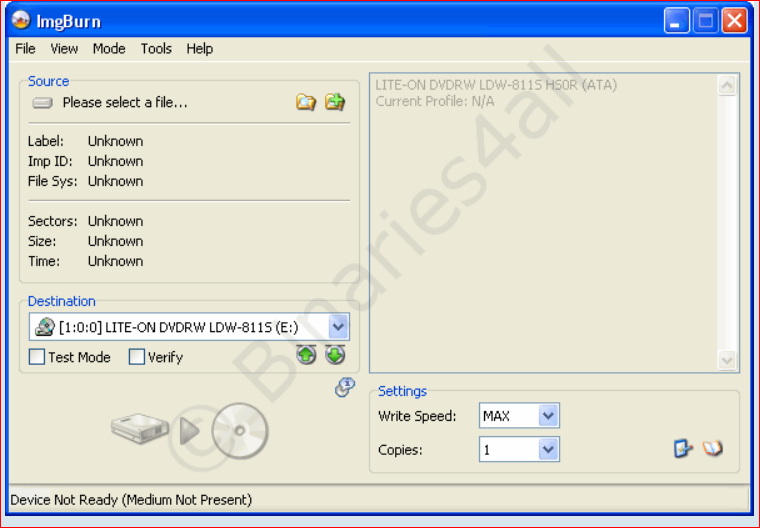 ImgBurn
File View Mode Tools Help
Source
Please select a file...
Label: Unknown
Imp ID: Unknown
File Sys: Unknown
Sectors: Unknown
Size: Unknown
Time: Unknown
Destination
[1:0:0] LITE-ON DVDRW LDW-811S (E:)
Test Mode Verify
LITE-ON DVDRW LDW-811S HS0R (ATA)
Current Profile: N/A
Settings
Write Speed: MAX
Copies: 1
Device Not Ready (Medium Not Present)
© Binaries4all